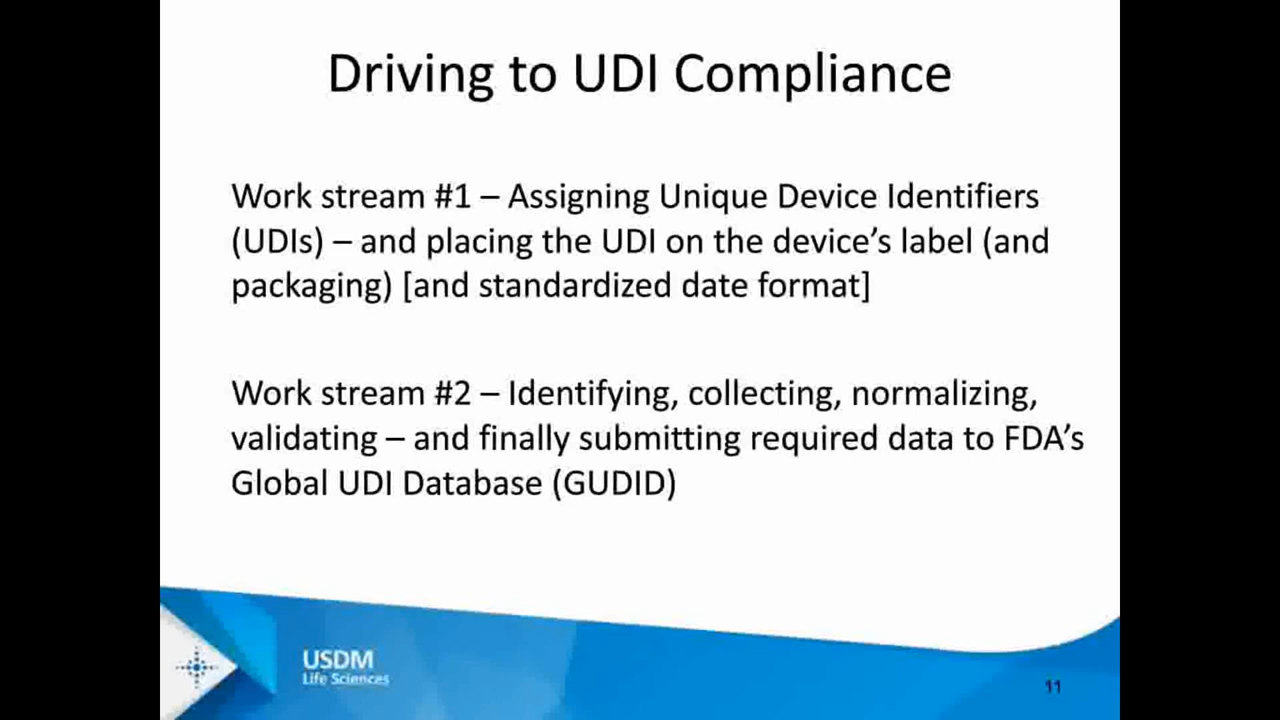 Driving to UDI Compliance
Work stream #1 – Assigning Unique Device Identifiers
(UDIs) – and placing the UDI on the device’s label (and
packaging) [and standardized date format]
Work stream #2 – Identifying, collecting, normalizing,
validating – and finally submitting required data to FDA’s
Global UDI Database (GUDID)
USDM
Life Sciences
11